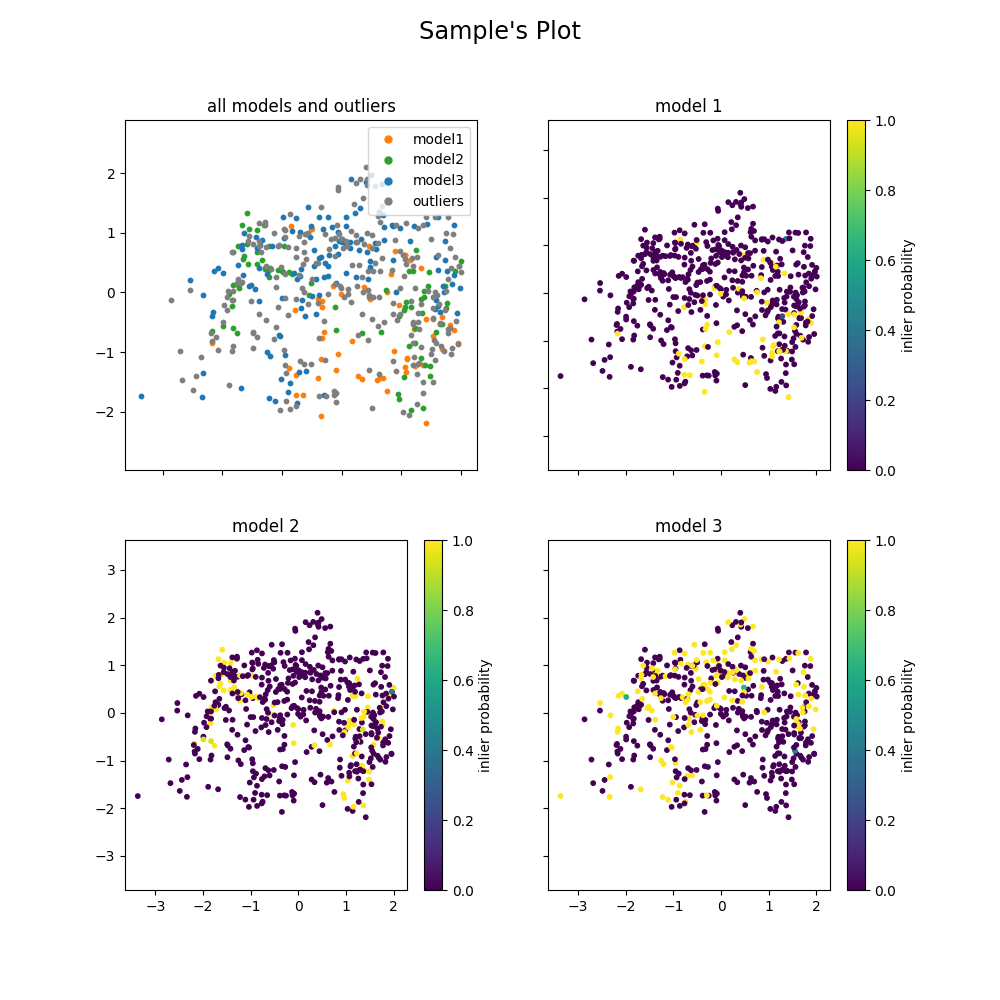 Sample's Plot
all models and outliers
model1
model2
model3
outliers
2
1
0
−1
−2
model 1
1.0
0.8
0.6
0.4
0.2
0.0
inlier probability
model 2
3
2
1
0
−1
−2
−3
−3 −2 −1 0 1 2
1.0
0.8
0.6
0.4
0.2
0.0
inlier probability
model 3
−3 −2 −1 0 1 2
1.0
0.8
0.6
0.4
0.2
0.0
inlier probability